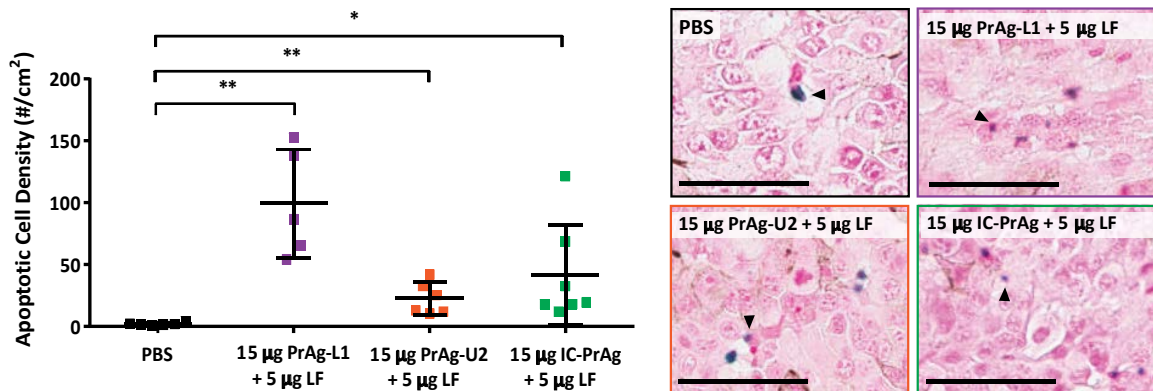 *
**
**
Apoptotic Cell Density (#/cm²)
200
150
100
50
0
PBS
15 µg PrAg-L1
+ 5 µg LF
15 µg PrAg-U2
+ 5 µg LF
15 µg IC-PrAg
+ 5 µg LF
PBS
15 µg PrAg-L1 + 5 µg LF
15 µg PrAg-U2 + 5 µg LF
15 µg IC-PrAg + 5 µg LF